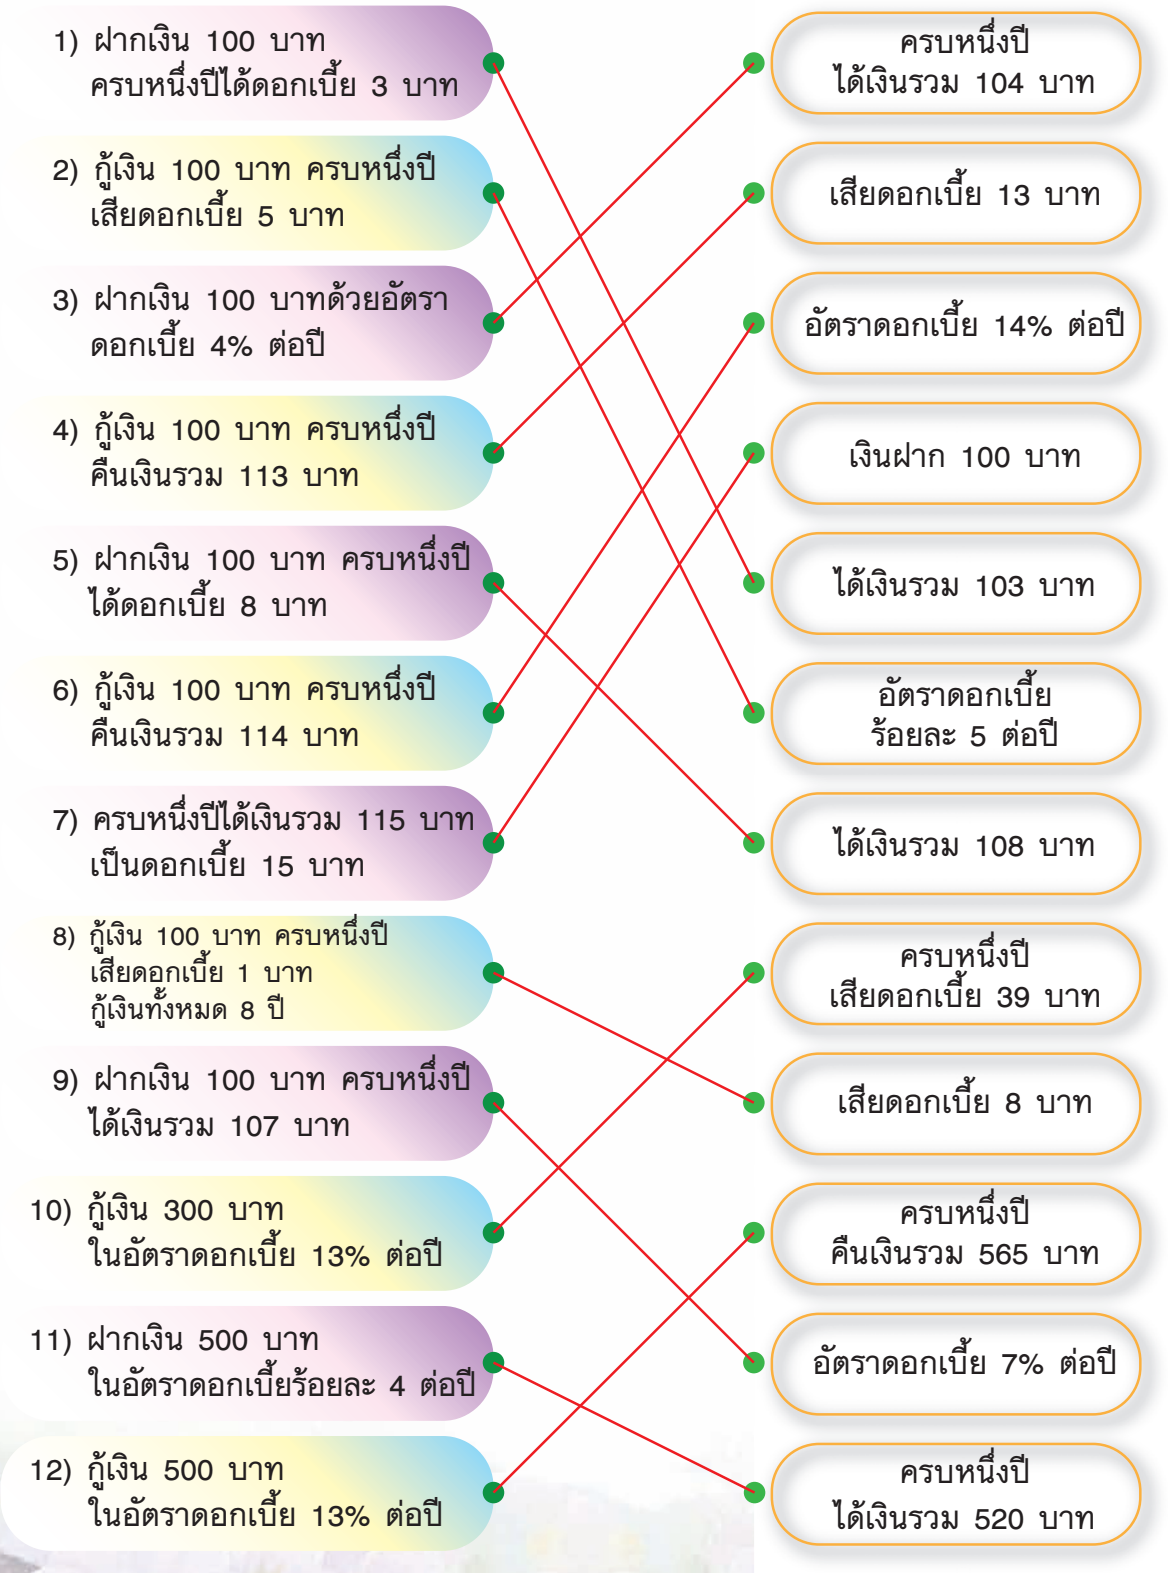 1) ฝากเงิน 100 บาท
ครบหนึ่งปีได้ดอกเบี้ย 3 บาท
2) กู้เงิน 100 บาท ครบหนึ่งปี
เสียดอกเบี้ย 5 บาท
3) ฝากเงิน 100 บาทด้วยอัตรา
ดอกเบี้ย 4% ต่อปี
4) กู้เงิน 100 บาท ครบหนึ่งปี
คืนเงินรวม 113 บาท
5) ฝากเงิน 100 บาท ครบหนึ่งปี
ได้ดอกเบี้ย 8 บาท
6) กู้เงิน 100 บาท ครบหนึ่งปี
คืนเงินรวม 114 บาท
7) ครบหนึ่งปีได้เงินรวม 115 บาท
เป็นดอกเบี้ย 15 บาท
8) กู้เงิน 100 บาท ครบหนึ่งปี
เสียดอกเบี้ย 1 บาท
กู้เงินทั้งหมด 8 ปี
9) ฝากเงิน 100 บาท ครบหนึ่งปี
ได้เงินรวม 107 บาท
10) กู้เงิน 300 บาท
ในอัตราดอกเบี้ย 13% ต่อปี
11) ฝากเงิน 500 บาท
ในอัตราดอกเบี้ยร้อยละ 4 ต่อปี
12) กู้เงิน 500 บาท
ในอัตราดอกเบี้ย 13% ต่อปี
ครบหนึ่งปี
ได้เงินรวม 104 บาท
เสียดอกเบี้ย 13 บาท
อัตราดอกเบี้ย 14% ต่อปี
เงินฝาก 100 บาท
ได้เงินรวม 103 บาท
อัตราดอกเบี้ย
ร้อยละ 5 ต่อปี
ได้เงินรวม 108 บาท
ครบหนึ่งปี
เสียดอกเบี้ย 39 บาท
เสียดอกเบี้ย 8 บาท
ครบหนึ่งปี
คืนเงินรวม 565 บาท
อัตราดอกเบี้ย 7% ต่อปี
ครบหนึ่งปี
ได้เงินรวม 520 บาท